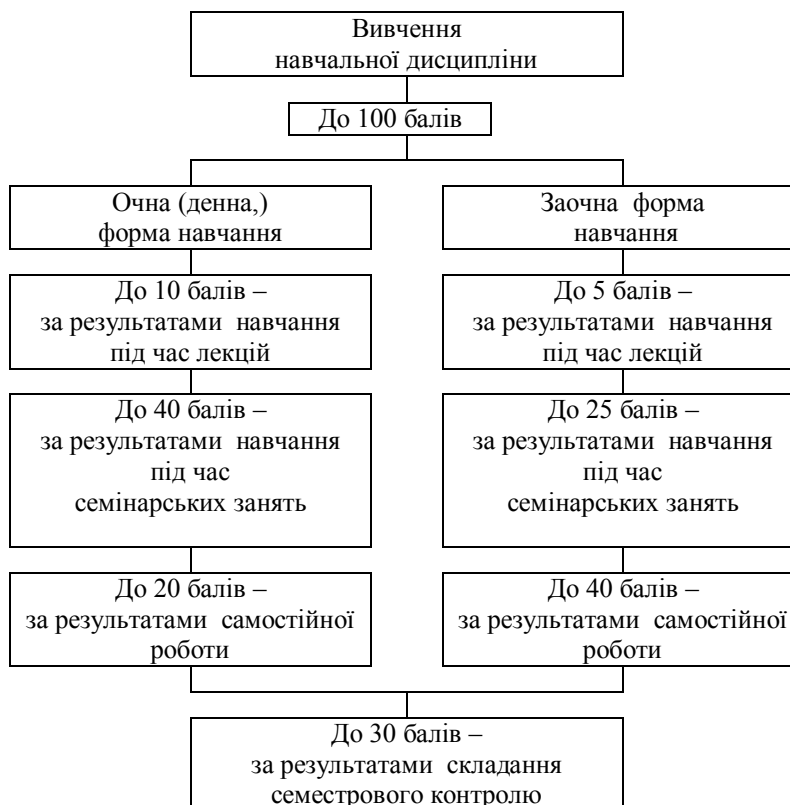 Вивчення
навчальної дисципліни
До 100 балів
Очна (денна,)
форма навчання
Заочна форма
навчання
До 10 балів –
за результатами навчання
під час лекцій
До 5 балів –
за результатами навчання
під час лекцій
До 40 балів –
за результатами навчання
під час
семінарських занять
До 25 балів –
за результатами навчання
під час
семінарських занять
До 20 балів –
за результатами самостійної
роботи
До 40 балів –
за результатами самостійної
роботи
До 30 балів –
за результатами складання
семестрового контролю